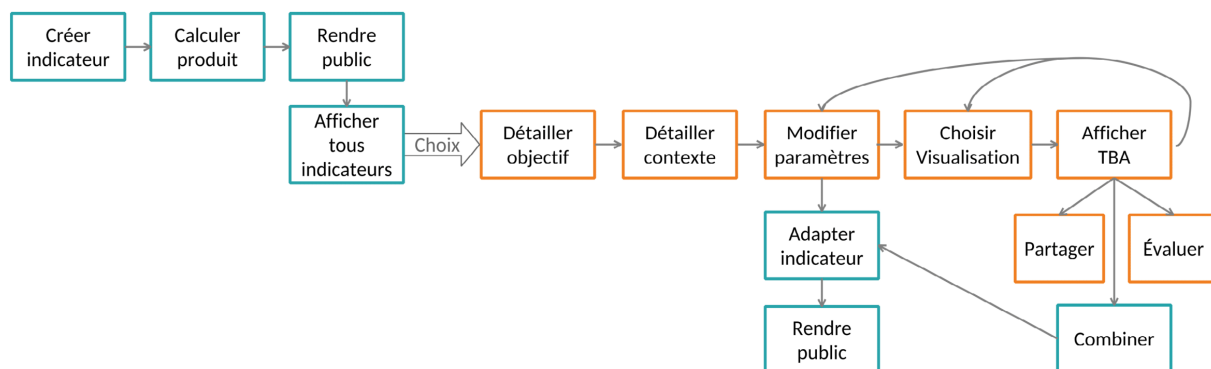 Créer
indicateur
Calculer
produit
Rendre
public
Afficher
tous
indicateurs
Choix
Détailler
objectif
Détailler
contexte
Modifier
paramètres
Choisir
Visualisation
Afficher
TBA
Adapter
indicateur
Partager
Évaluer
Rendre
public
Combiner